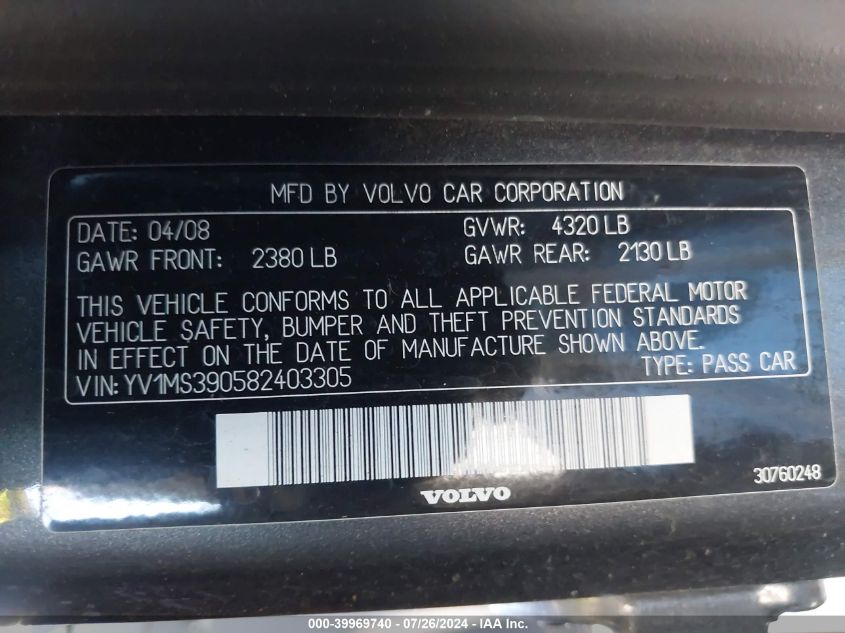 MFD BY VOLVO CAR CORPORATION
DATE: 04/08 GVWR: 4320 LB
GAWR FRONT: 2380 LB GAWR REAR: 2130 LB
THIS VEHICLE CONFORMS TO ALL APPLICABLE FEDERAL MOTOR
VEHICLE SAFETY, BUMPER AND THEFT PREVENTION STANDARDS
IN EFFECT ON THE DATE OF MANUFACTURE SHOWN ABOVE.
VIN: YV1MS390582403305 TYPE: PASS CAR
VOLVO
30760248
000-39969740 - 07/26/2024 - IAA, Inc.